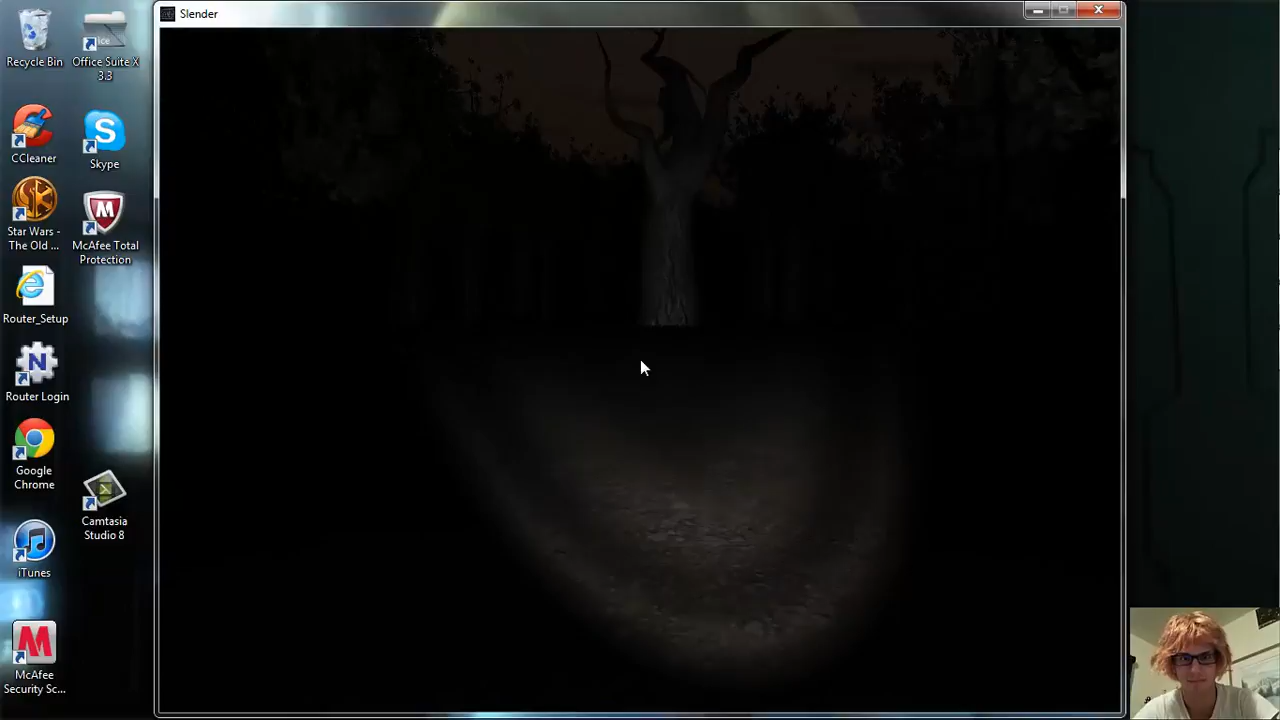 Slender
Recycle Bin
Office Suite X
3.3
CCleaner
Skype
Star Wars -
The Old ...
McAfee Total
Protection
Router_Setup
Router Login
Google
Chrome
Camtasia
Studio 8
iTunes
McAfee
Security Sc...